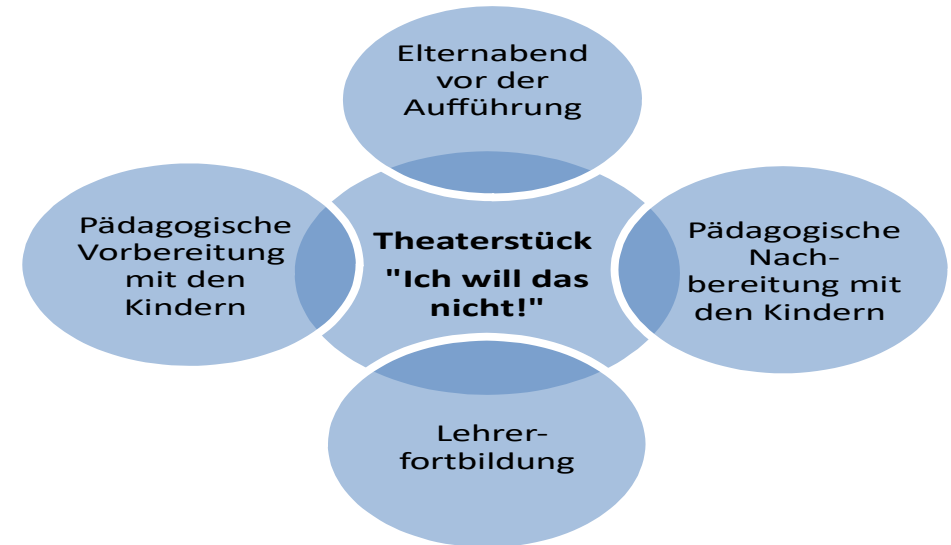 Elternabend
vor der
Aufführung
Pädagogische
Vorbereitung
mit den
Kindern
Theaterstück
"Ich will das
nicht!"
Pädagogische
Nach-
bereitung mit
den Kindern
Lehrer-
fortbildung